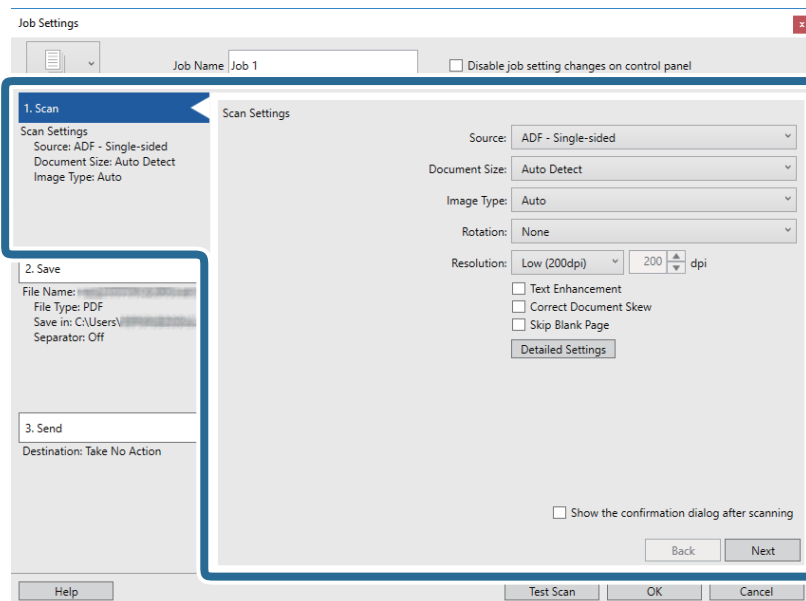 Job Settings
x
Job Name Job 1
Disable job setting changes on control panel
1. Scan
Scan Settings
Source: ADF - Single-sided
Document Size: Auto Detect
Image Type: Auto
2. Save
File Name:
File Type: PDF
Save in: C:\Users\
Separator: Off
3. Send
Destination: Take No Action
Scan Settings
Source: ADF - Single-sided
Document Size: Auto Detect
Image Type: Auto
Rotation: None
Resolution: Low (200dpi) 200 dpi
Text Enhancement
Correct Document Skew
Skip Blank Page
Detailed Settings
Show the confirmation dialog after scanning
Back Next
Help Test Scan OK Cancel